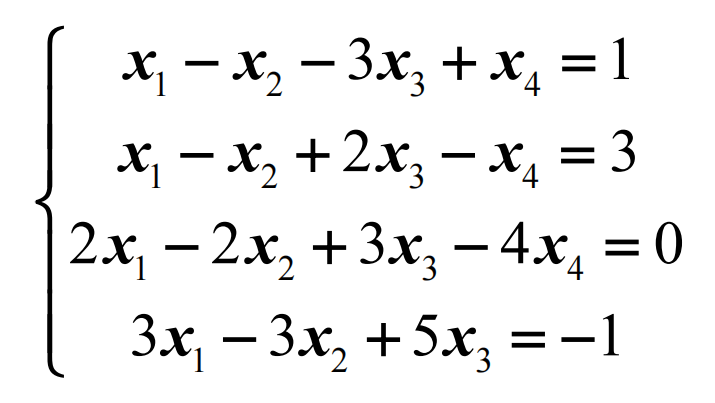 x₁ − x₂ − 3x₃ + x₄ = 1
x₁ − x₂ + 2x₃ − x₄ = 3
2x₁ − 2x₂ + 3x₃ − 4x₄ = 0
3x₁ − 3x₂ + 5x₃ = −1